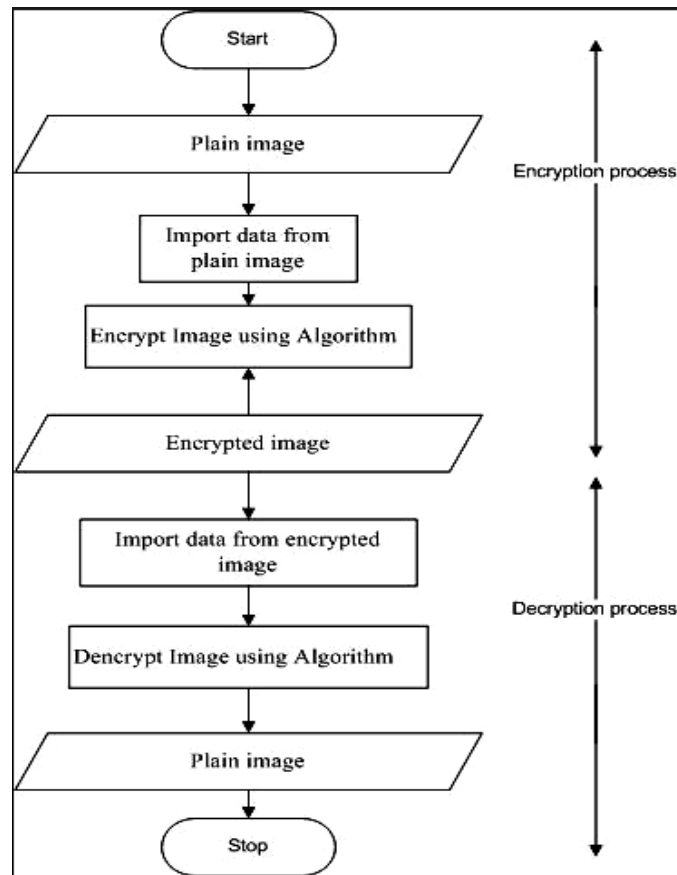 Start
Plain image
Encryption process
Import data from
plain image
Encrypt Image using Algorithm
Encrypted image
Import data from encrypted
image
Decryption process
Dencrypt Image using Algorithm
Plain image
Stop